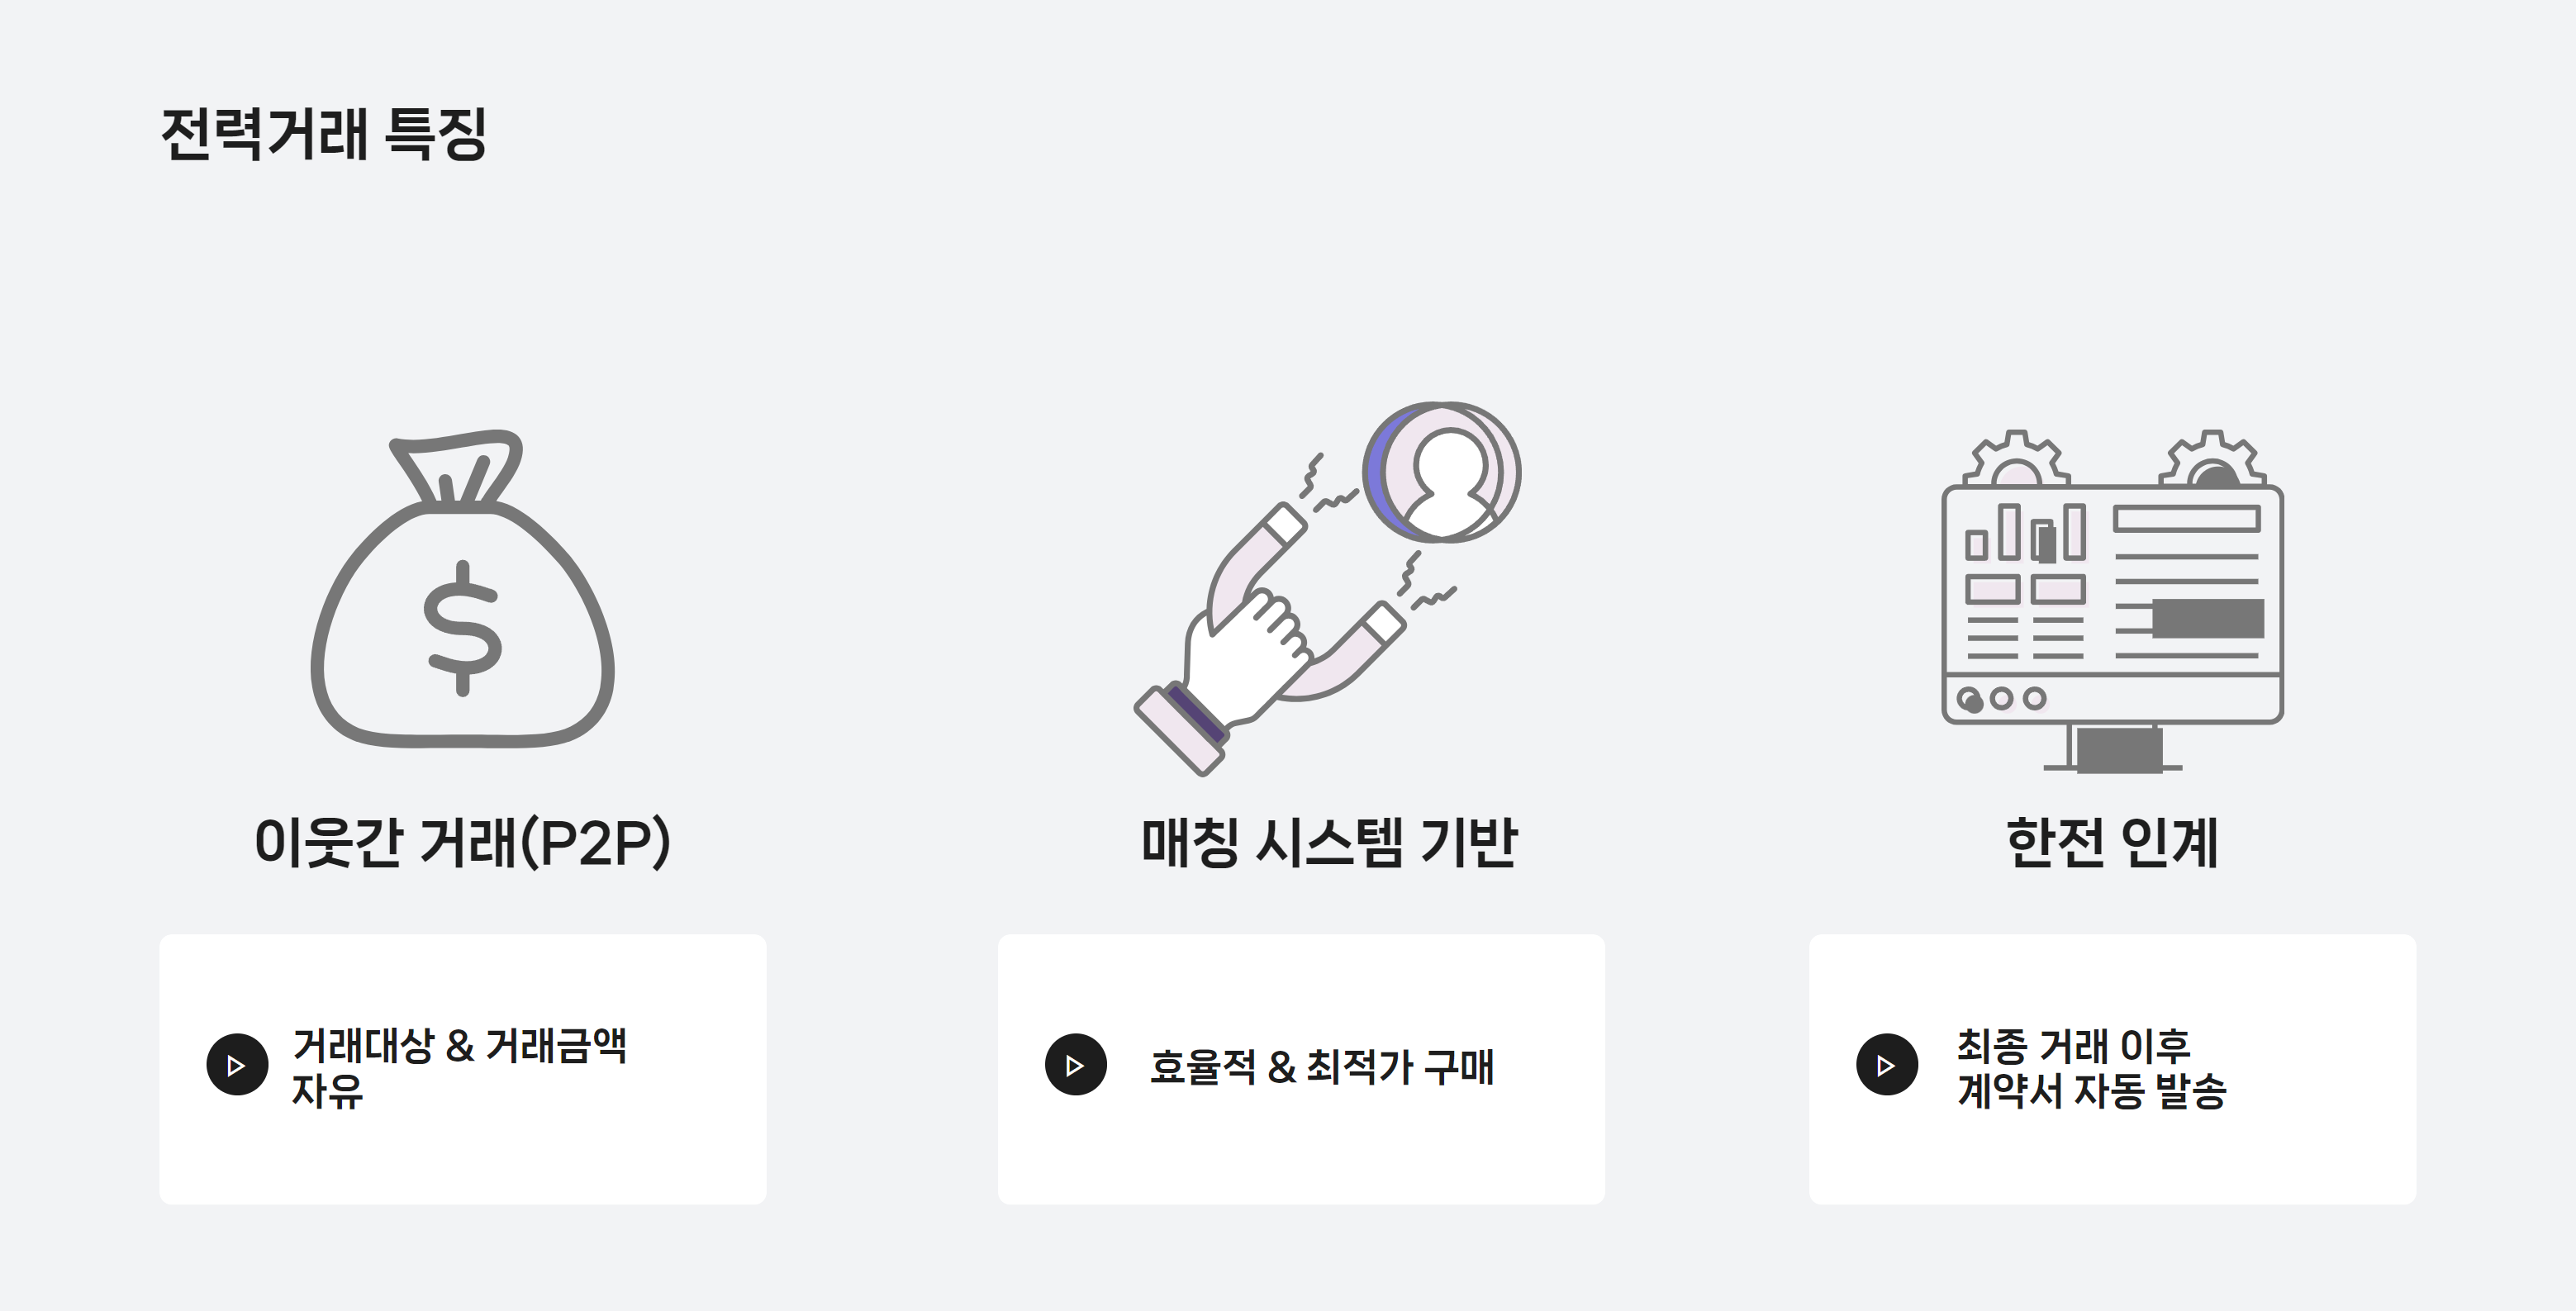 전력거래 특징
이웃간 거래(P2P)
매칭 시스템 기반
한전 인계
거래대상 & 거래금액
자유
효율적 & 최적가 구매
최종 거래 이후
계약서 자동 발송